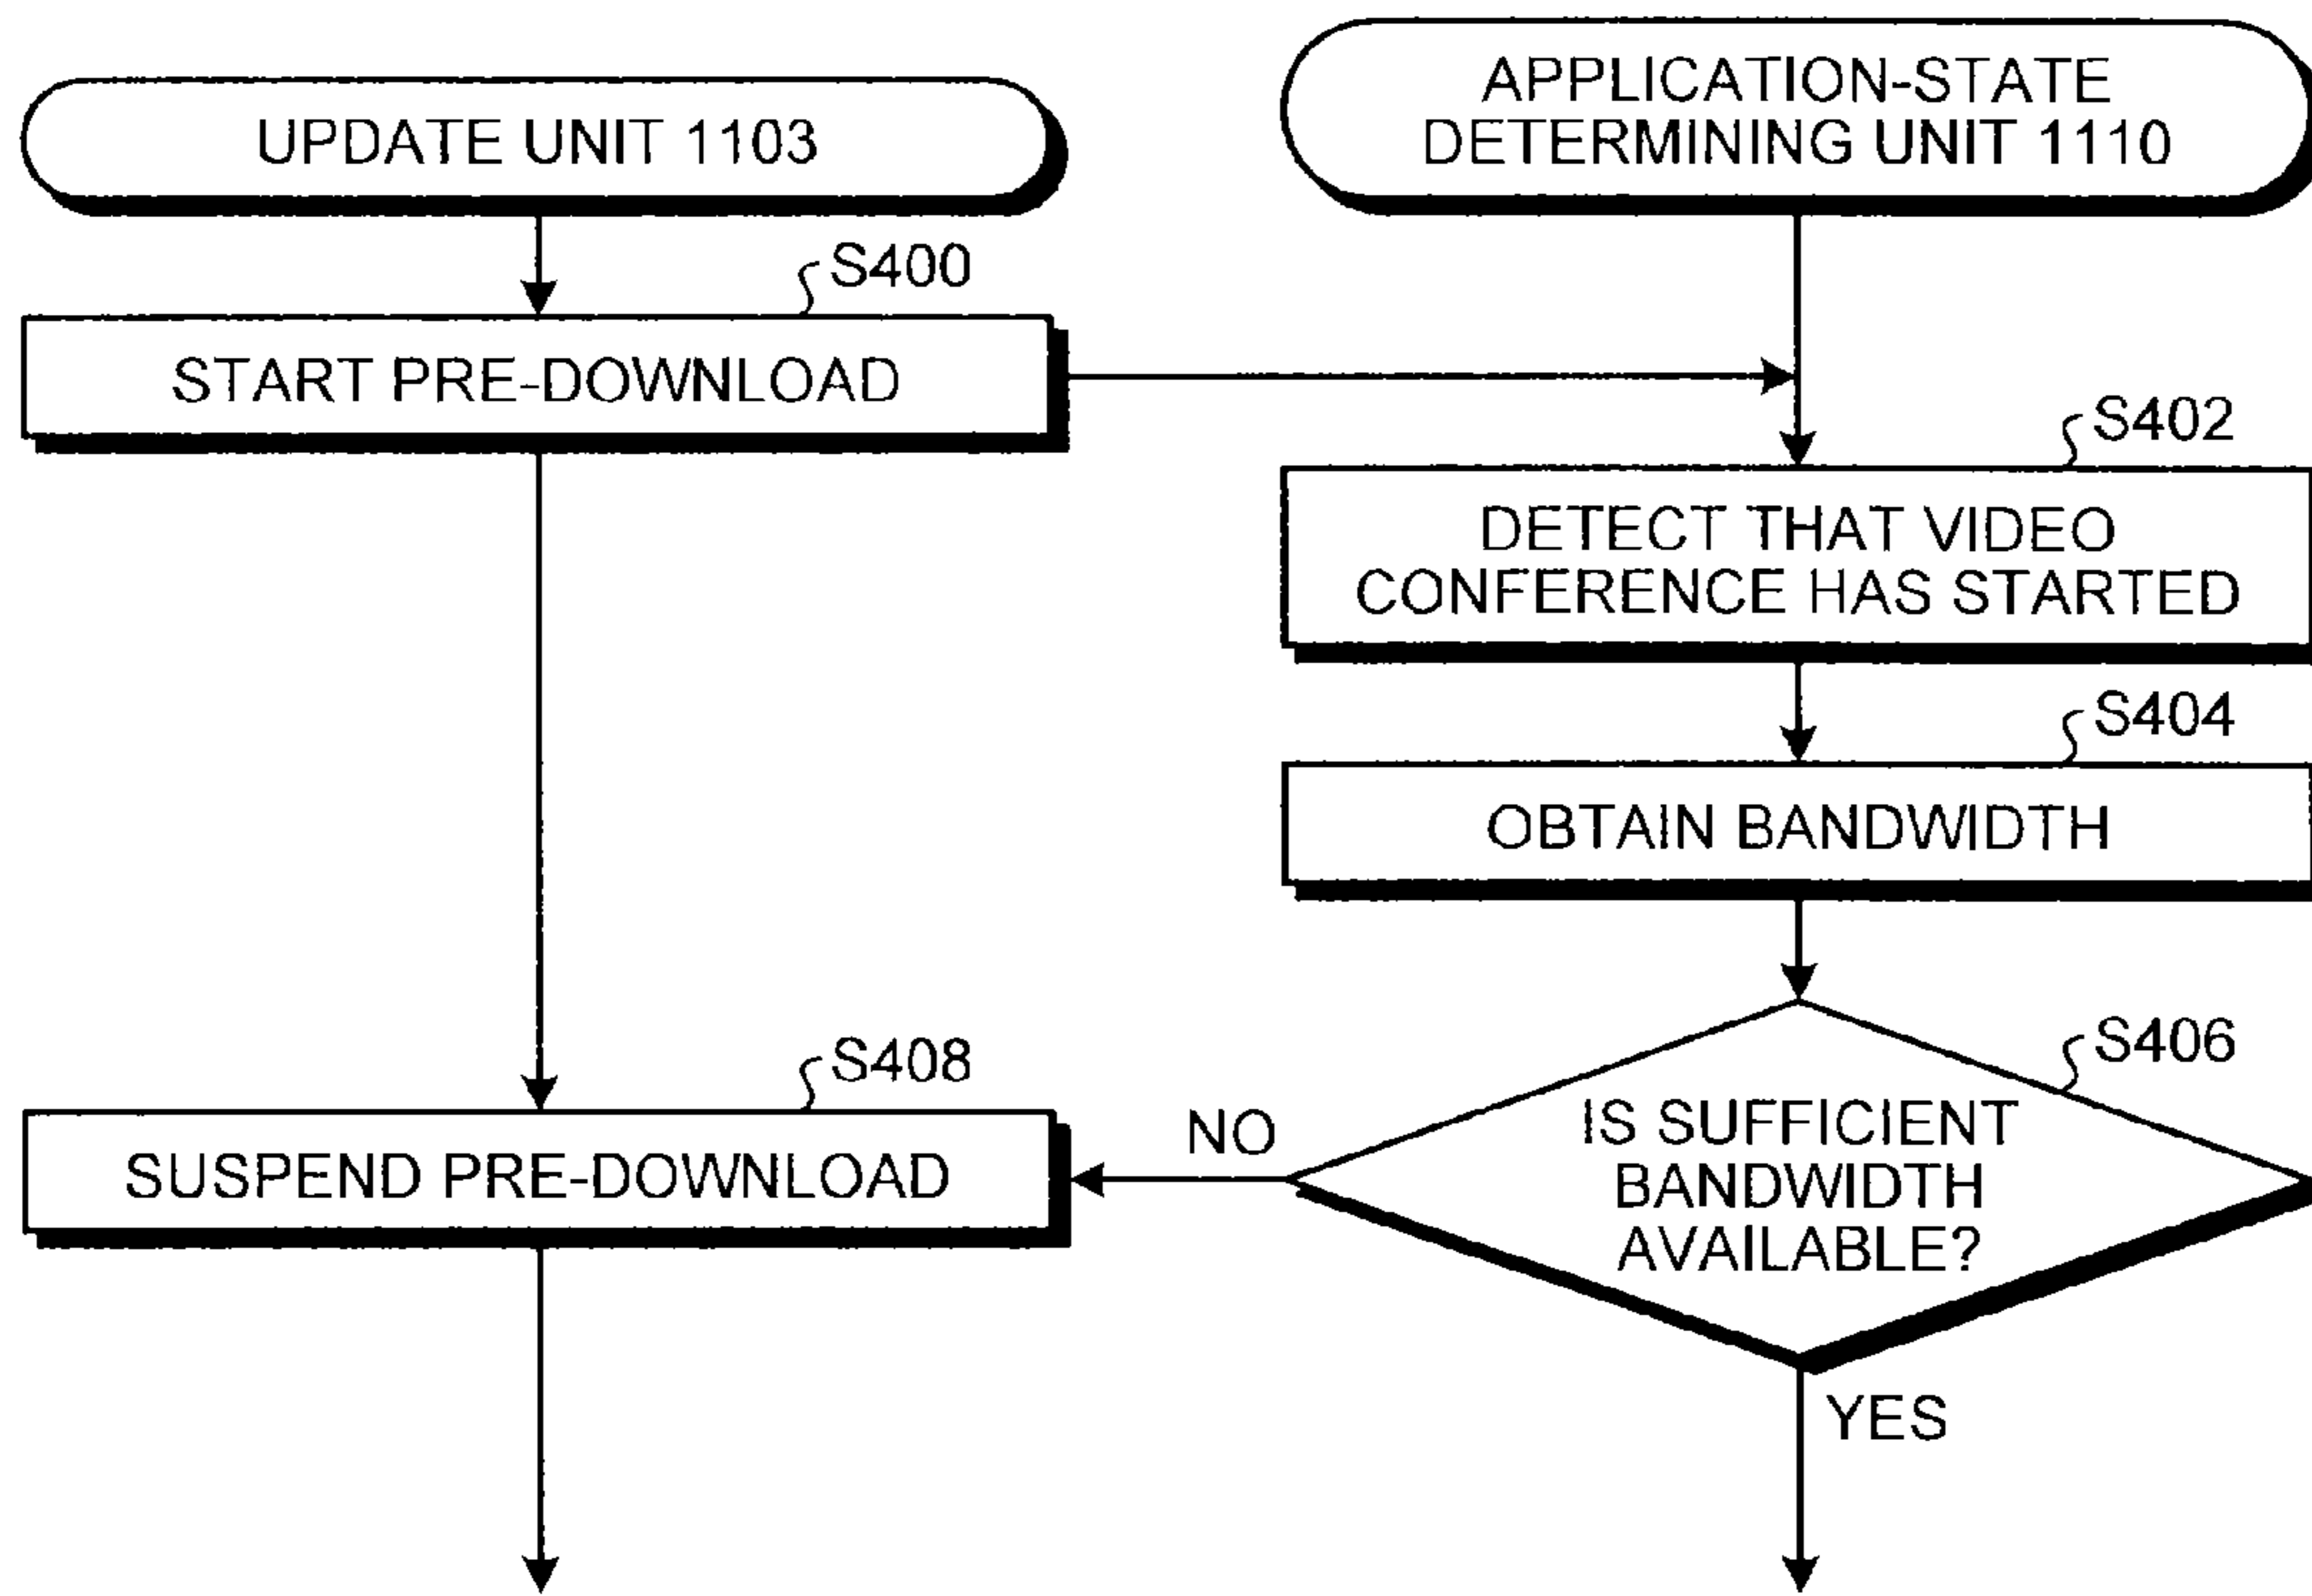 UPDATE UNIT 1103
APPLICATION-STATE
DETERMINING UNIT 1110
S400
START PRE-DOWNLOAD
S402
DETECT THAT VIDEO
CONFERENCE HAS STARTED
S404
OBTAIN BANDWIDTH
S406
IS SUFFICIENT
BANDWIDTH
AVAILABLE?
NO
S408
SUSPEND PRE-DOWNLOAD
YES